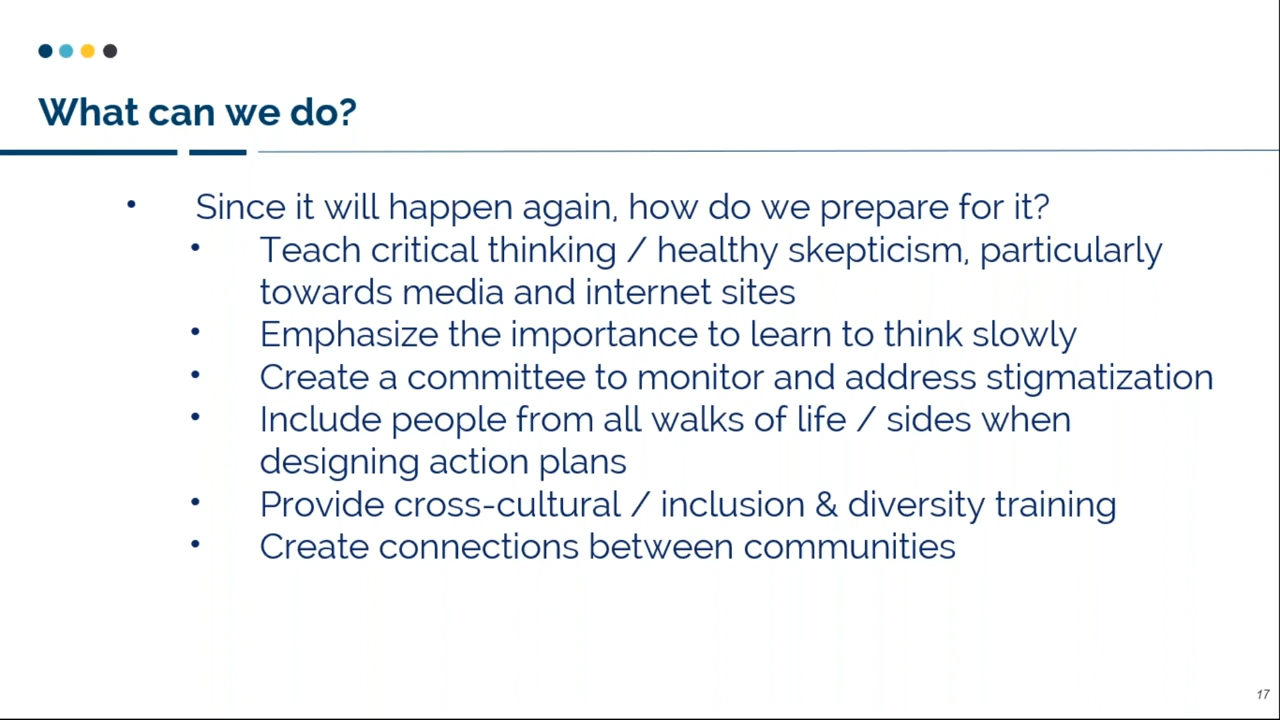 What can we do?
• Since it will happen again, how do we prepare for it?
• Teach critical thinking / healthy skepticism, particularly
towards media and internet sites
• Emphasize the importance to learn to think slowly
• Create a committee to monitor and address stigmatization
• Include people from all walks of life / sides when
designing action plans
• Provide cross-cultural / inclusion & diversity training
• Create connections between communities
17